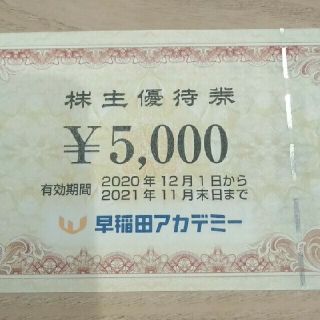 株主優待券
¥5,000
有効期間 2020年12月1日から
2021年11月末日まで
早稲田アカデミー